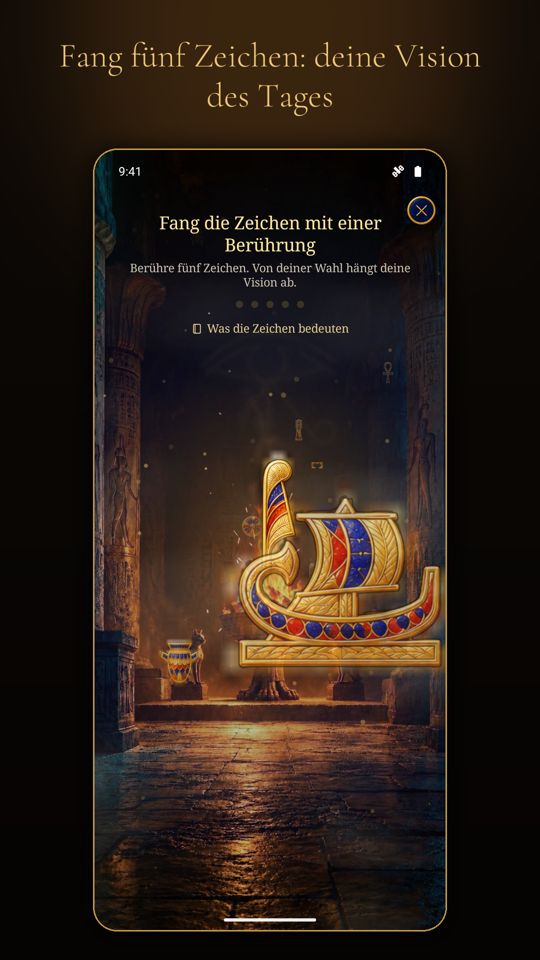 Fang fünf Zeichen: deine Vision
des Tages
9:41
Fang die Zeichen mit einer
Berührung
Berühre fünf Zeichen. Von deiner Wahl hängt deine
Vision ab.
Was die Zeichen bedeuten